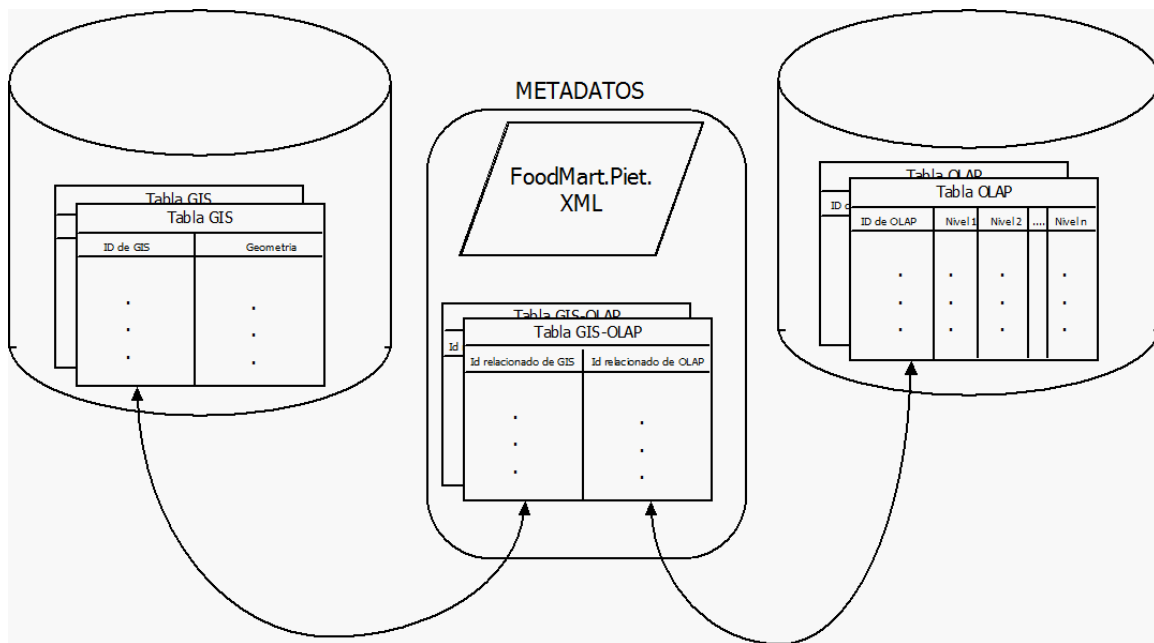 METADATOS
FoodMart.Piet.
XML
Tabla GIS
Tabla GIS
ID de GIS Geometria
Tabla GIS-OLAP
Id
Tabla GIS-OLAP
Id relacionado de GIS Id relacionado de OLAP
Tabla OLAP
ID
Tabla OLAP
ID de OLAP Nivel 1 Nivel 2 .... Nivel n